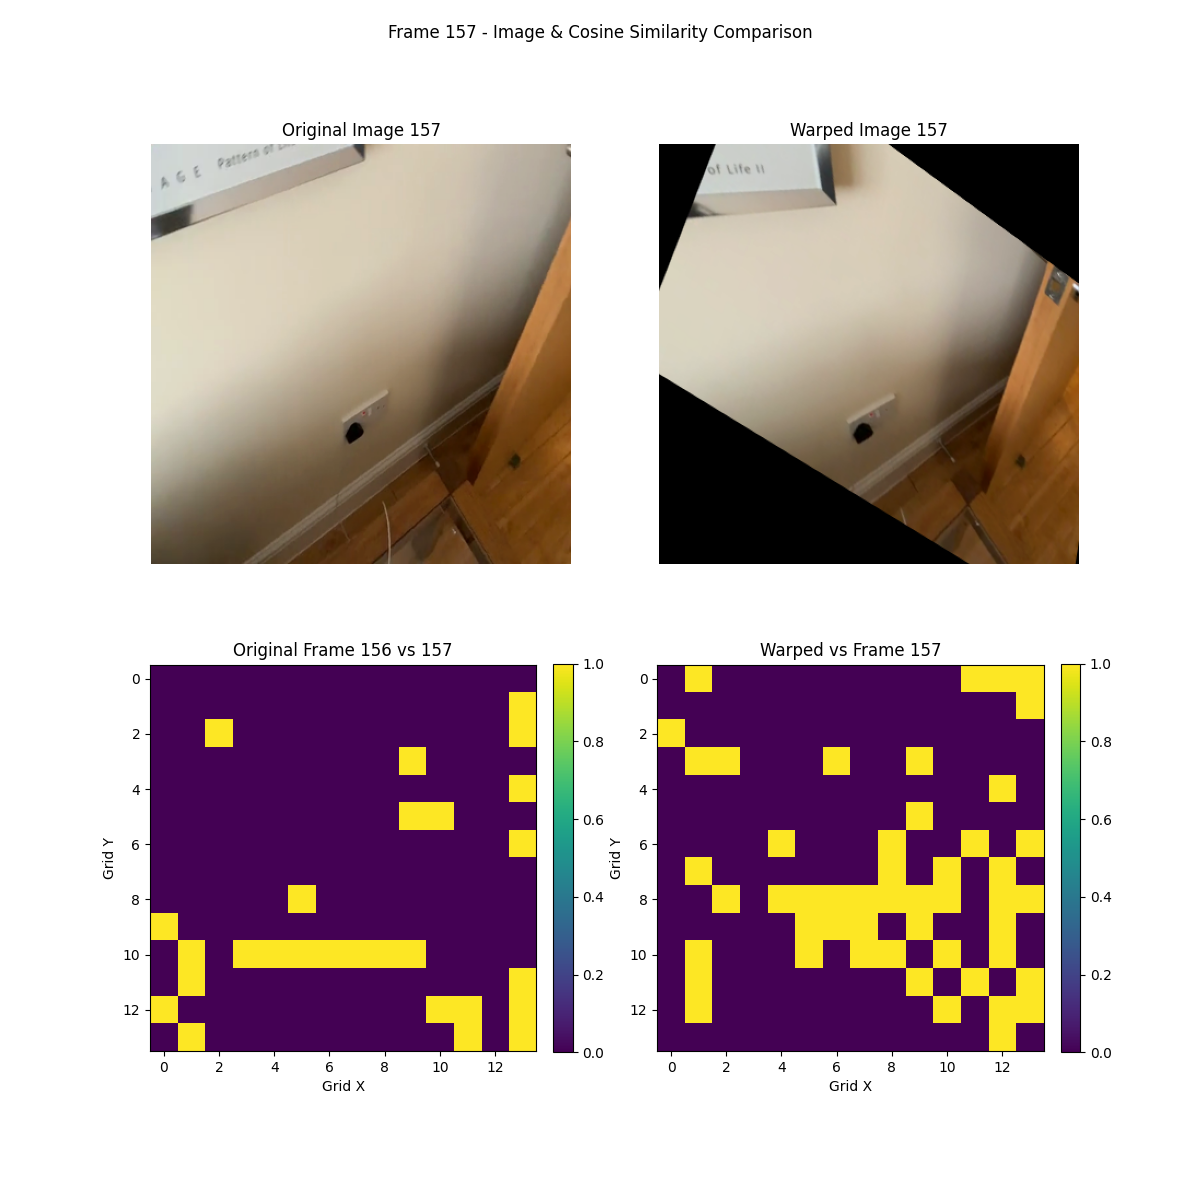 Frame 157 - Image & Cosine Similarity Comparison
Original Image 157
Warped Image 157
A G E Pattern of
of Life II
Original Frame 156 vs 157
Warped vs Frame 157
0
2
4
6
8
10
12
Grid Y
0 2 4 6 8 10 12
Grid X
1.0
0.8
0.6
0.4
0.2
0.0
0
2
4
6
8
10
12
Grid Y
0 2 4 6 8 10 12
Grid X
1.0
0.8
0.6
0.4
0.2
0.0